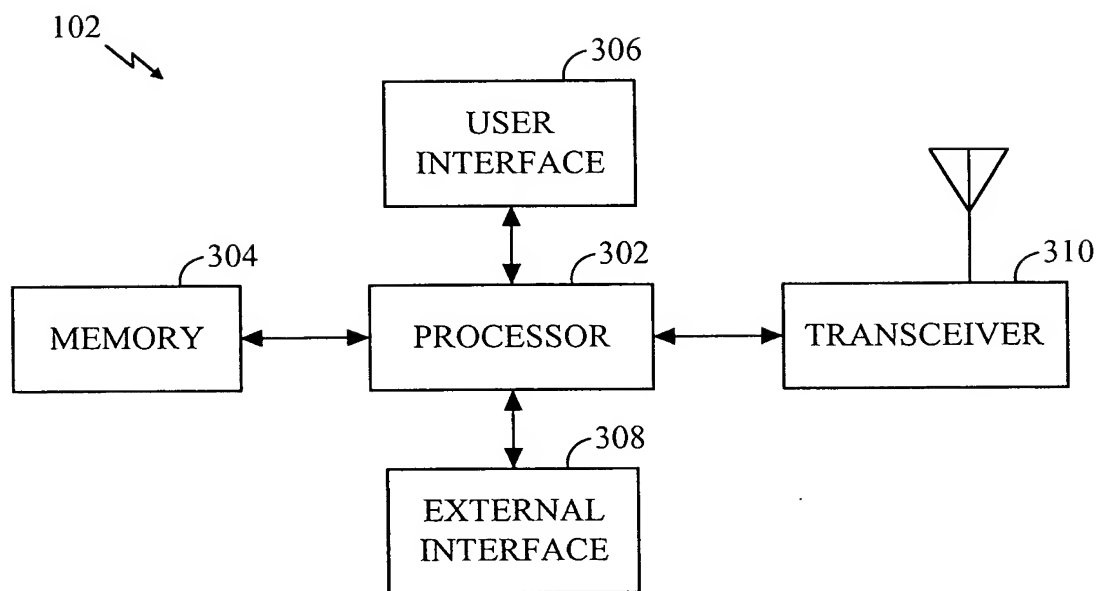 102
306
USER
INTERFACE
304
302
310
MEMORY
PROCESSOR
TRANSCEIVER
308
EXTERNAL
INTERFACE